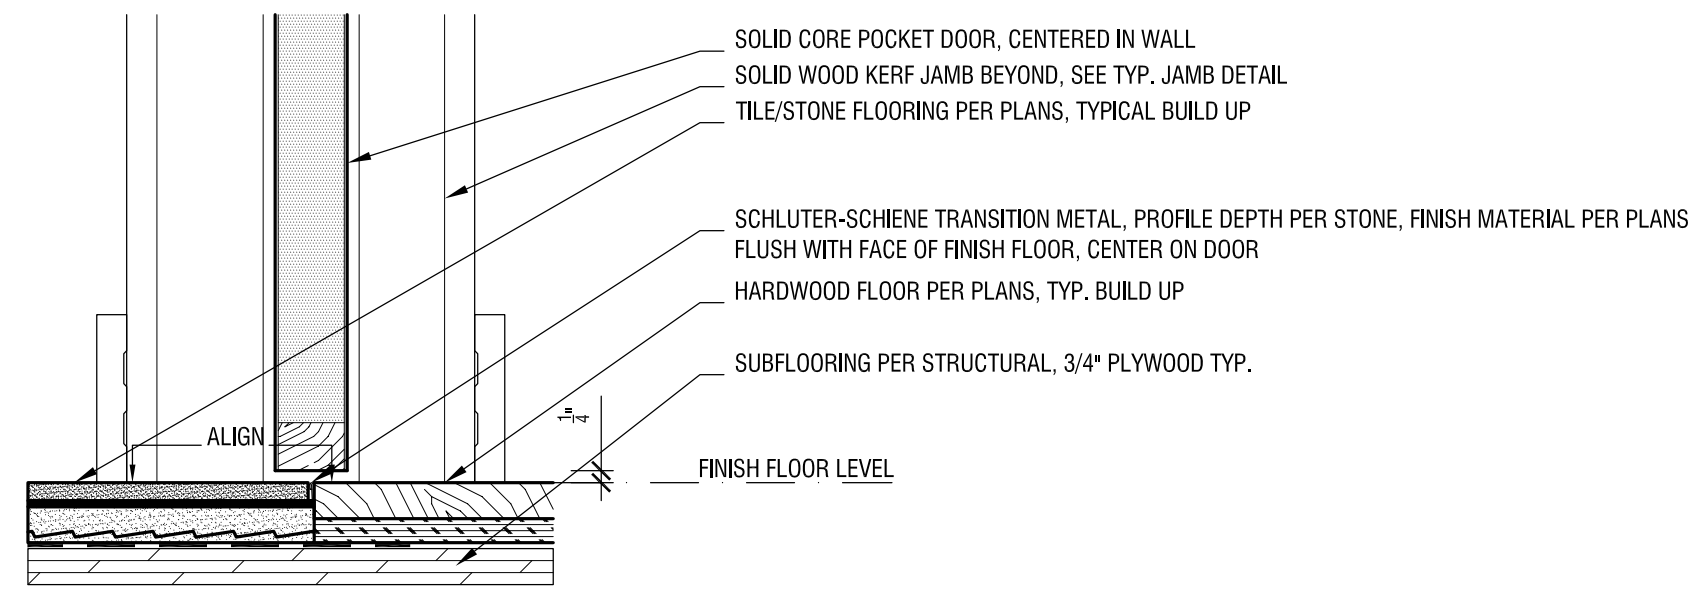 SOLID CORE POCKET DOOR, CENTERED IN WALL
SOLID WOOD KERF JAMB BEYOND, SEE TYP. JAMB DETAIL
TILE/STONE FLOORING PER PLANS, TYPICAL BUILD UP
SCHLUTER-SCHIENE TRANSITION METAL, PROFILE DEPTH PER STONE, FINISH MATERIAL PER PLANS
FLUSH WITH FACE OF FINISH FLOOR, CENTER ON DOOR
HARDWOOD FLOOR PER PLANS, TYP. BUILD UP
SUBFLOORING PER STRUCTURAL, 3/4" PLYWOOD TYP.
1/4"
ALIGN
FINISH FLOOR LEVEL